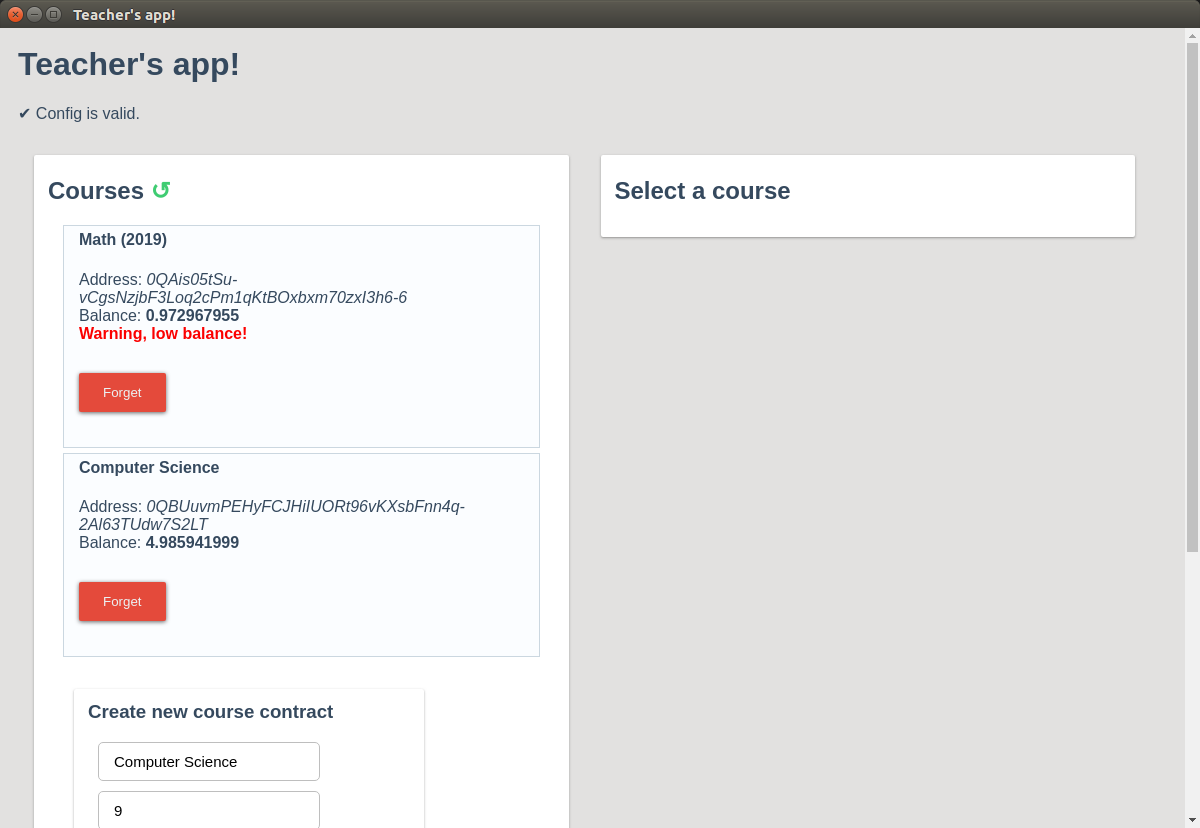 Teacher's app!
Teacher's app!
✔ Config is valid.
Courses ↺
Math (2019)
Address: 0QAis05tSu-
vCgsNzjbF3Loq2cPm1qKtBOxbxm70zxI3h6-6
Balance: 0.972967955
Warning, low balance!
Forget
Computer Science
Address: 0QBUuvmPEHyFCJHiIUORt96vKXsbFnn4q-
2Al63TUdw7S2LT
Balance: 4.985941999
Forget
Create new course contract
Computer Science
9
Select a course